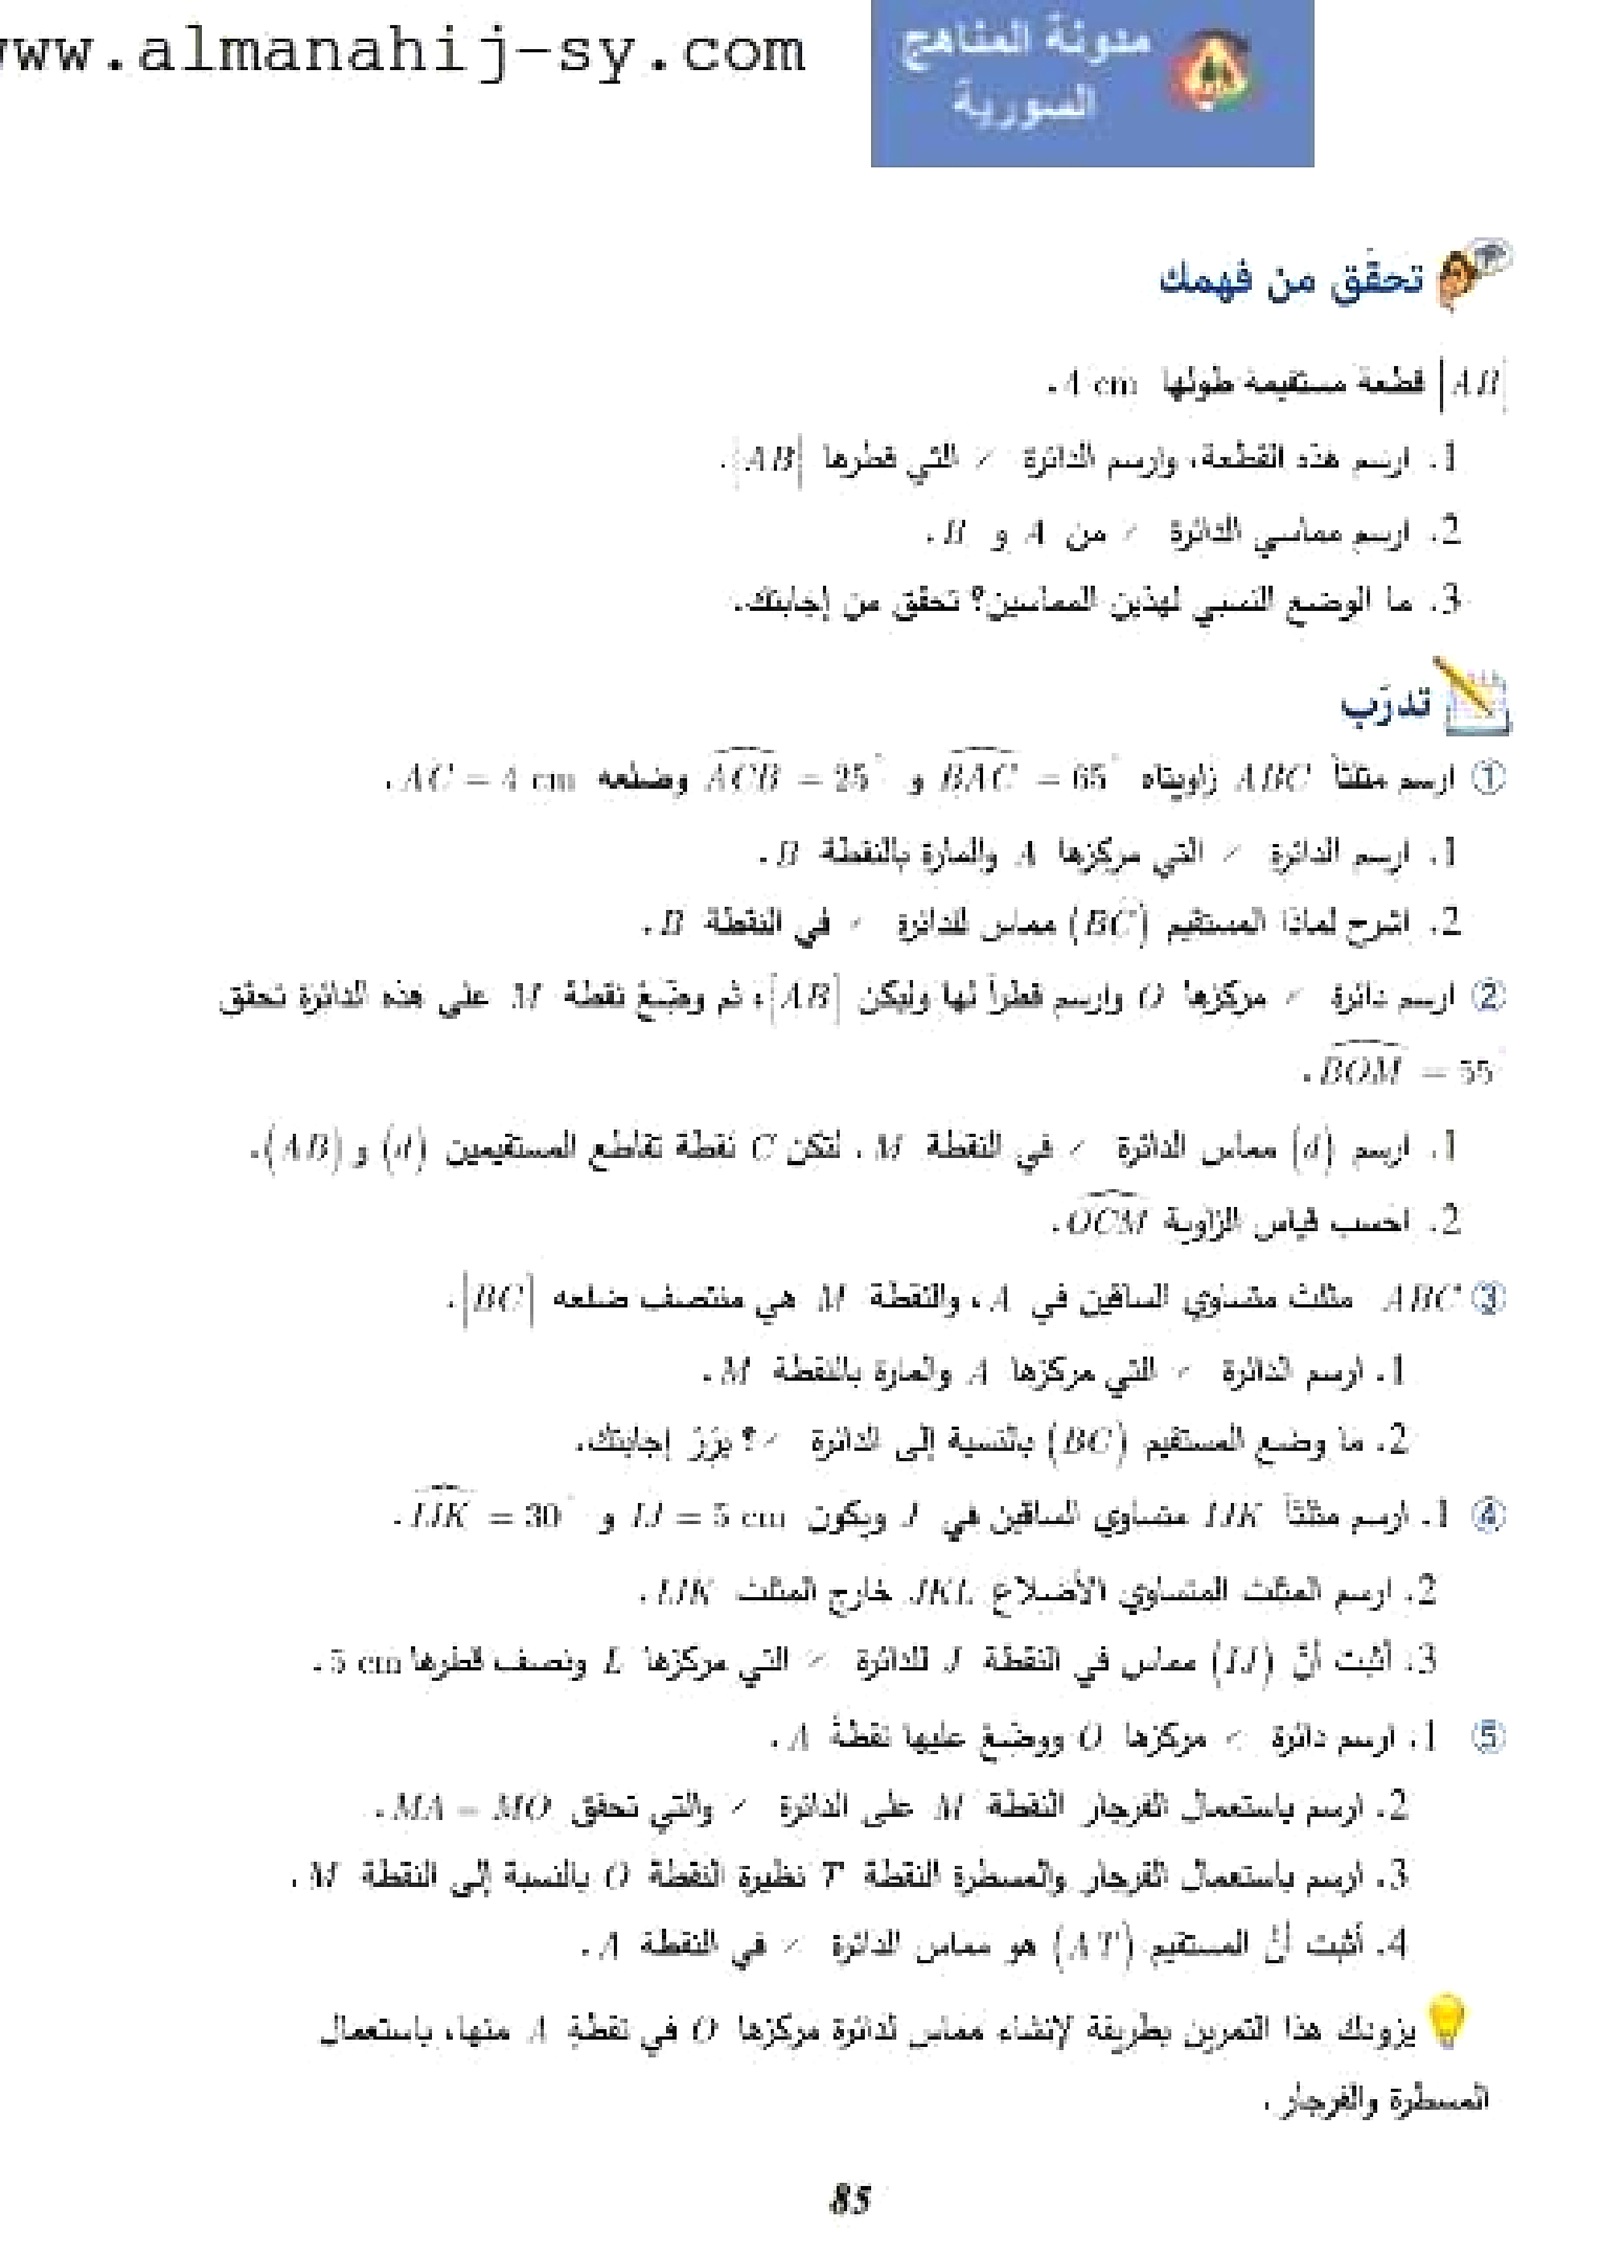 www.almanahij-sy.com
مدونة المناهج
السورية
تحقّق من فهمك
[AB] قطعة مستقيمة طولها 4 cm.
1. ارسم هذه القطعة، وارسم الدائرة التي قطرها [AB].
2. ارسم مماسي الدائرة من A و B.
3. ما الوضع النسبي لهذين المماسين؟ تحقق من إجابتك.
تدرّب
① ارسم مثلثاً ABC زاويتاه BAC = 65° و ACB = 25° وضلعه AC = 4 cm.
1. ارسم الدائرة التي مركزها A والمارة بالنقطة B.
2. اشرح لماذا المستقيم (BC) مماس للدائرة في النقطة B.
② ارسم دائرة مركزها O وارسم قطراً لها وليكن [AB]، ثم وضّع نقطة M على هذه الدائرة تحقق
BOM = 55°.
1. ارسم (d) مماس الدائرة في النقطة M. لتكن C نقطة تقاطع المستقيمين (d) و (AB).
2. احسب قياس الزاوية OCM.
③ ABC مثلث متساوي الساقين في A، والنقطة M هي منتصف ضلعه [BC].
1. ارسم الدائرة التي مركزها A والمارة بالنقطة M.
2. ما وضع المستقيم (BC) بالنسبة إلى الدائرة؟ برّر إجابتك.
④ 1. ارسم مثلثاً IJK متساوي الساقين في J ويكون IJ = 5 cm و IJK = 30°.
2. ارسم المثلث المتساوي الأضلاع JKL خارج المثلث IJK.
3. أثبت أنّ (IJ) مماس في النقطة J للدائرة التي مركزها L ونصف قطرها 5 cm.
⑤ 1. ارسم دائرة مركزها O ووضّع عليها نقطة A.
2. ارسم باستعمال الفرجار النقطة M على الدائرة والتي تحقق MA = MO.
3. ارسم باستعمال الفرجار والمسطرة النقطة T نظيرة النقطة O بالنسبة إلى النقطة M.
4. أثبت أنّ المستقيم (AT) هو مماس الدائرة في النقطة A.
يزودك هذا التمرين بطريقة لإنشاء مماس لدائرة مركزها O في نقطة A منها، باستعمال
المسطرة والفرجار.
85